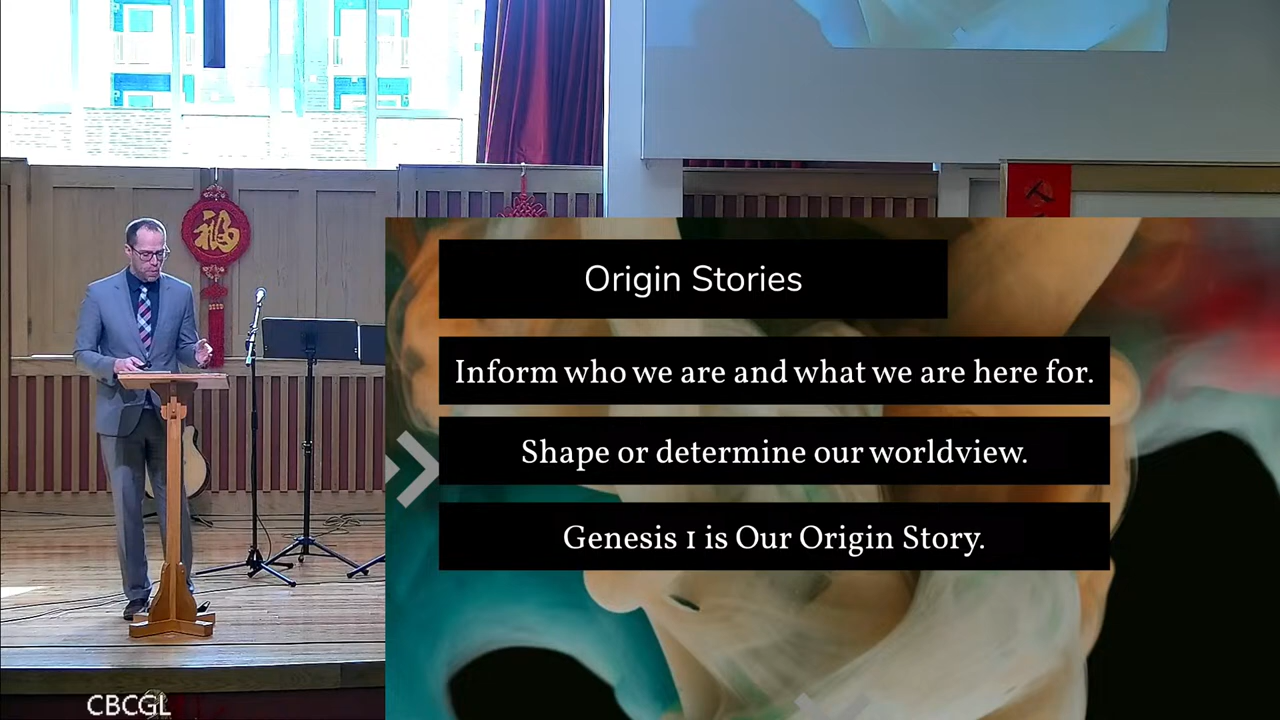 福
Origin Stories
Inform who we are and what we are here for.
Shape or determine our worldview.
Genesis 1 is Our Origin Story.
CBCGL